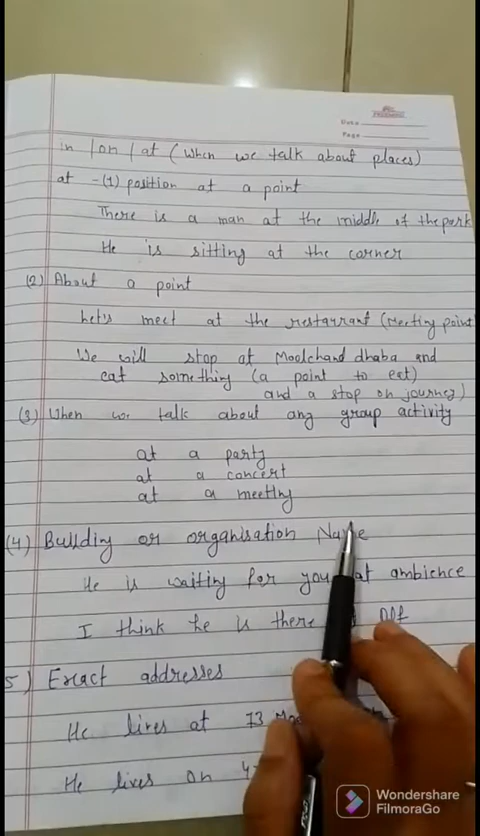 Date
Page
in / on / at (When we talk about places)
at -(1) position at a point
There is a man at the middle of the park
He is sitting at the corner
(2) About a point
Let's meet at the restaurant (Meeting point
We will stop at Moolchand dhaba and
eat something (a point to eat)
and a stop on journey)
(3) When we talk about any group activity
at a party
at a concert
at a meeting
(4) Building or organisation Name
He is waiting for you at ambience
I think he is there DLf
5) Exact addresses
He lives at 73
He lives on
Wondershare
FilmoraGo